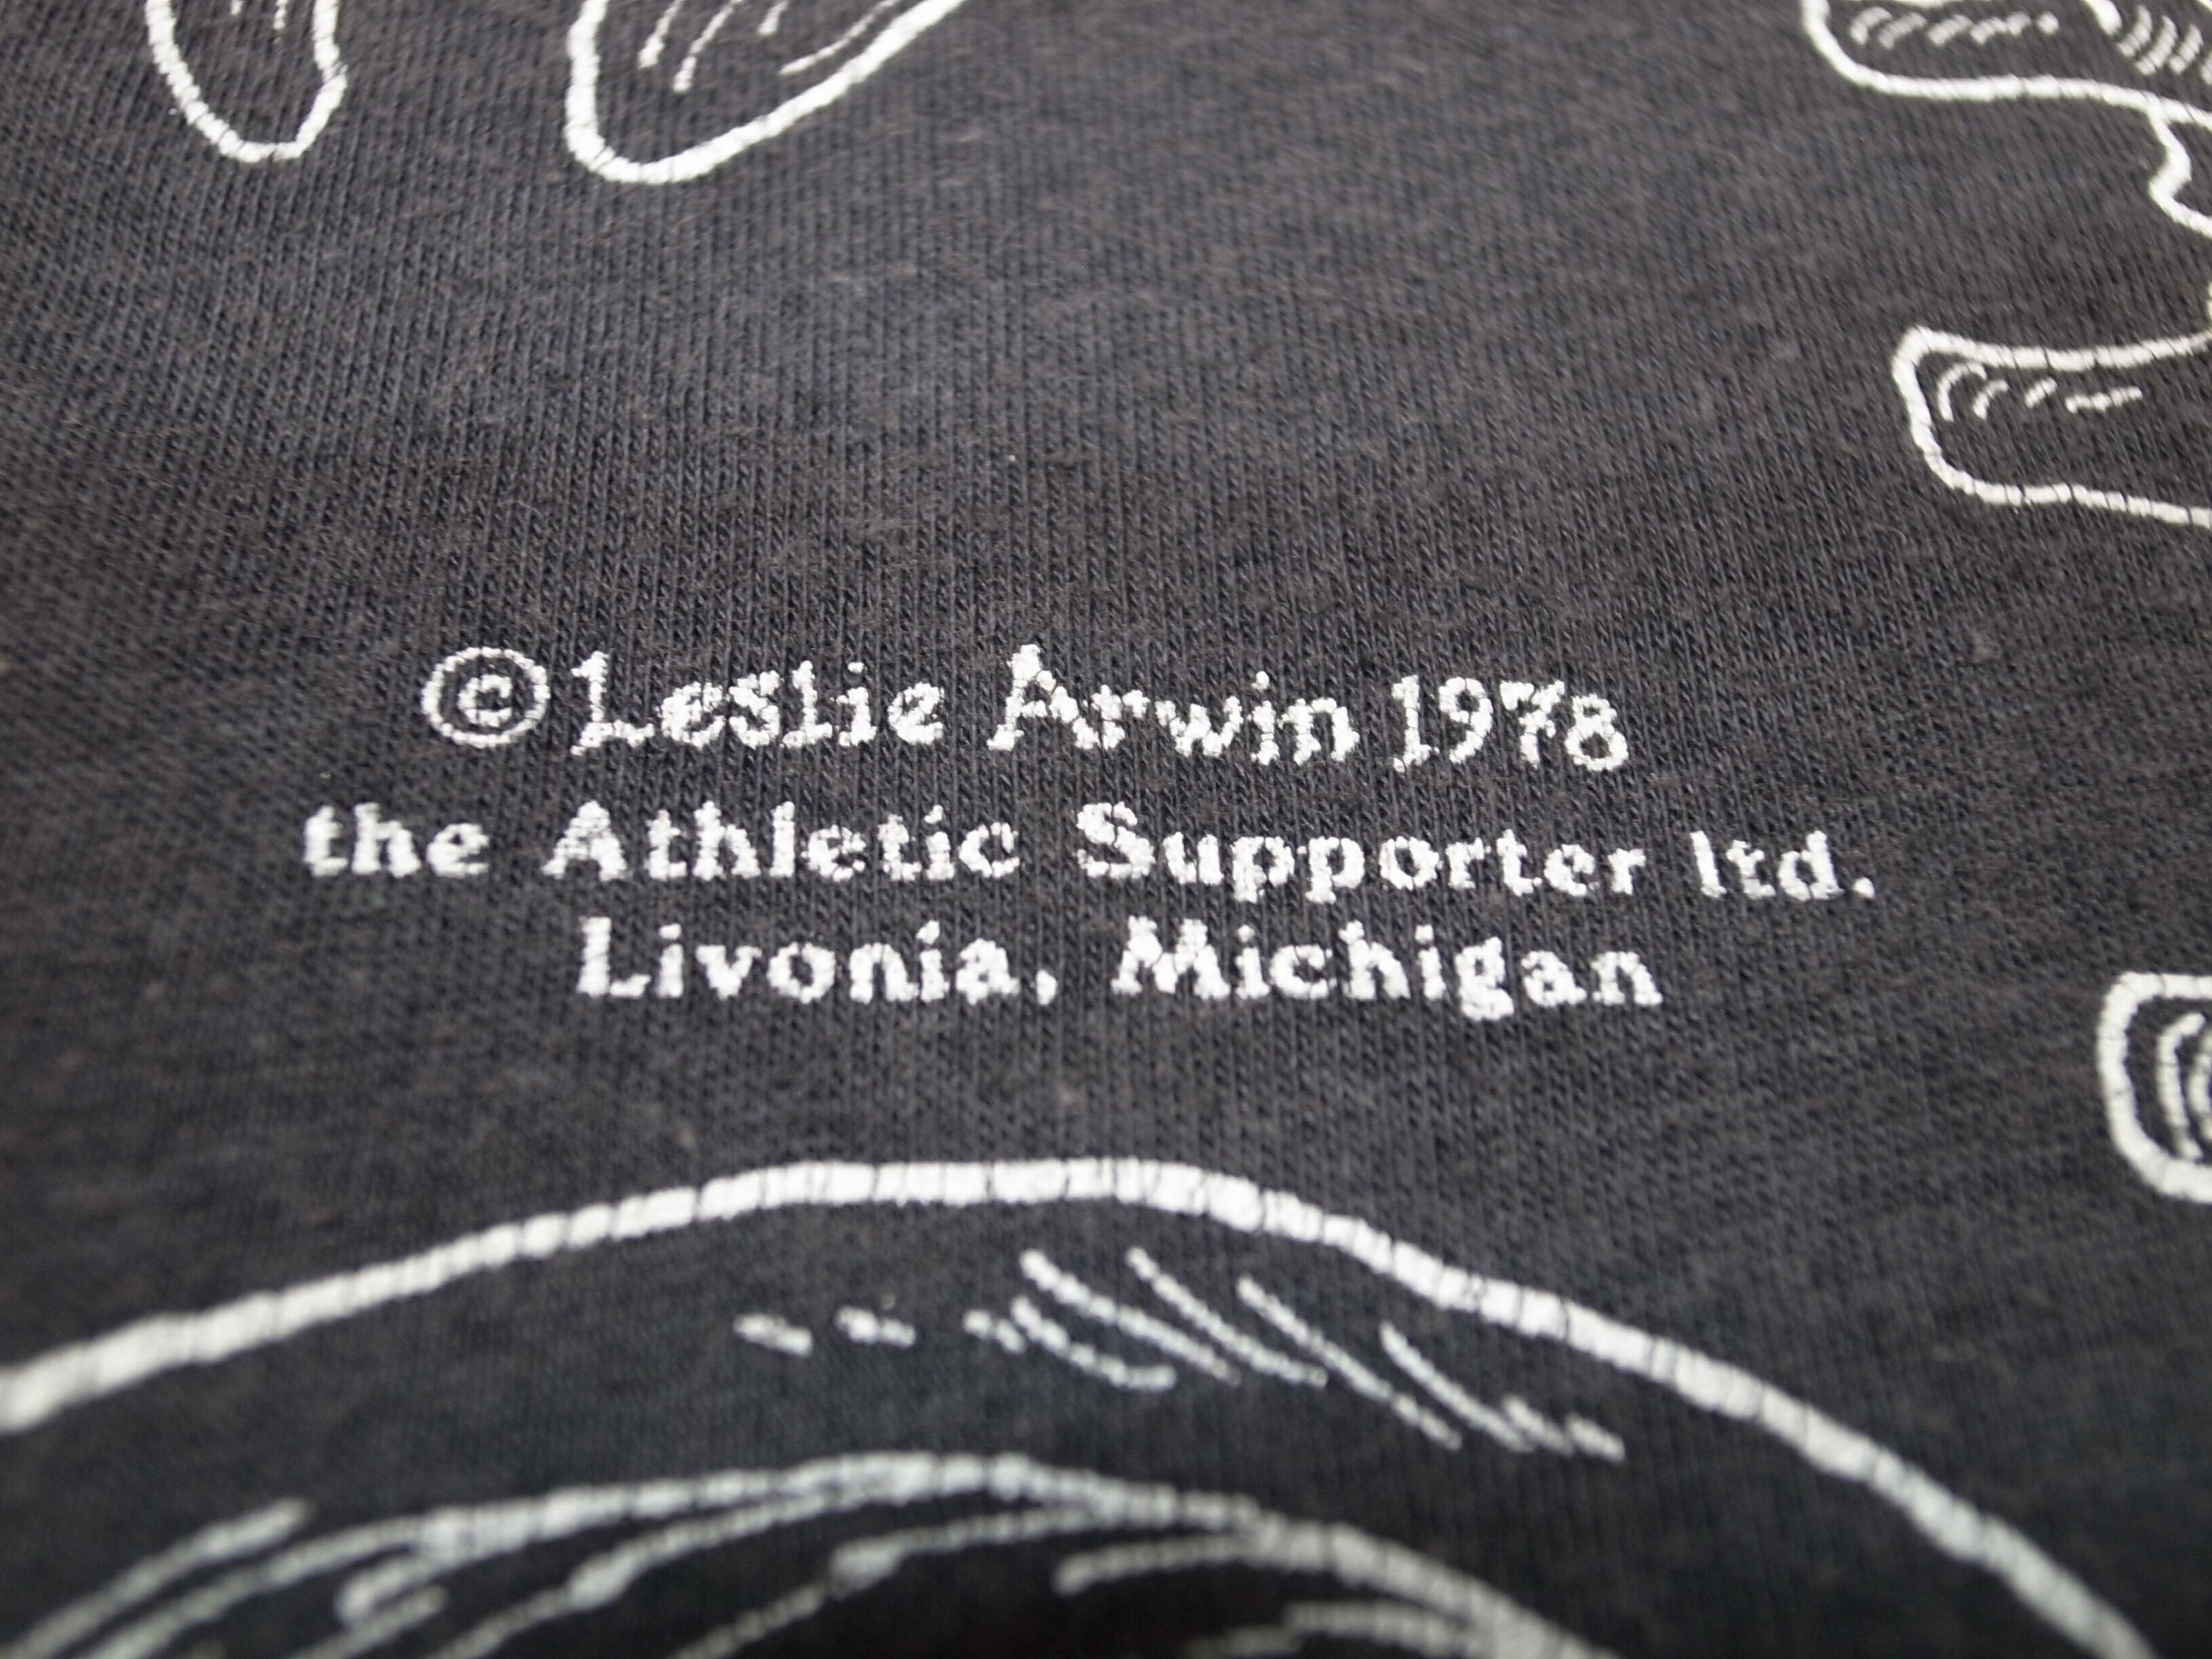 ©Leslie Arwin 1978
the Athletic Supporter ltd.
Livonia, Michigan